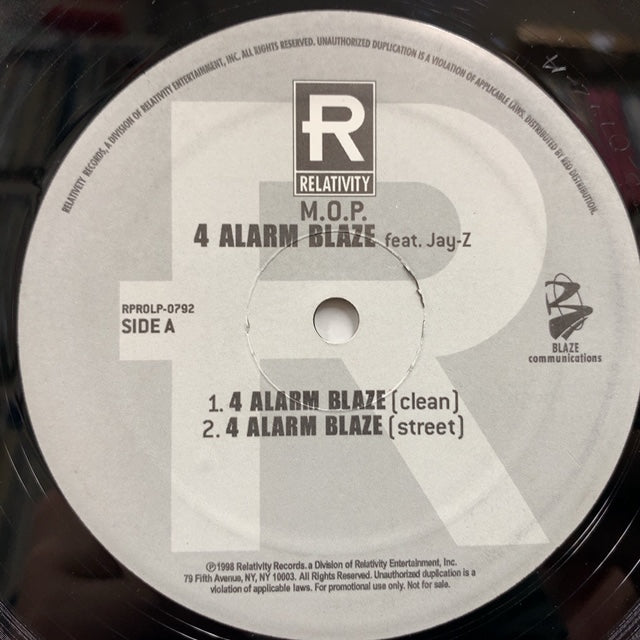 RELATIVITY RECORDS, A DIVISION OF RELATIVITY ENTERTAINMENT, INC. ALL RIGHTS RESERVED. UNAUTHORIZED DUPLICATION IS A VIOLATION OF APPLICABLE LAWS. DISTRIBUTED BY RED DISTRIBUTION.
R
RELATIVITY
M.O.P.
4 ALARM BLAZE feat. Jay-Z
RPROLP-0792
SIDE A
BLAZE
communications
1. 4 ALARM BLAZE (clean)
2. 4 ALARM BLAZE (street)
℗1998 Relativity Records. a Division of Relativity Entertainment, Inc.
79 Fifth Avenue, NY, NY 10003. All Rights Reserved. Unauthorized duplication is a
violation of applicable laws. For promotional use only. Not for sale.